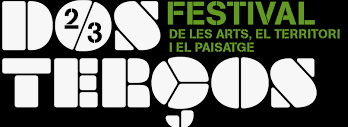 DOS 2/3 FESTIVAL
DE LES ARTS, EL TERRITORI
I EL PAISATGE
TERÇOS